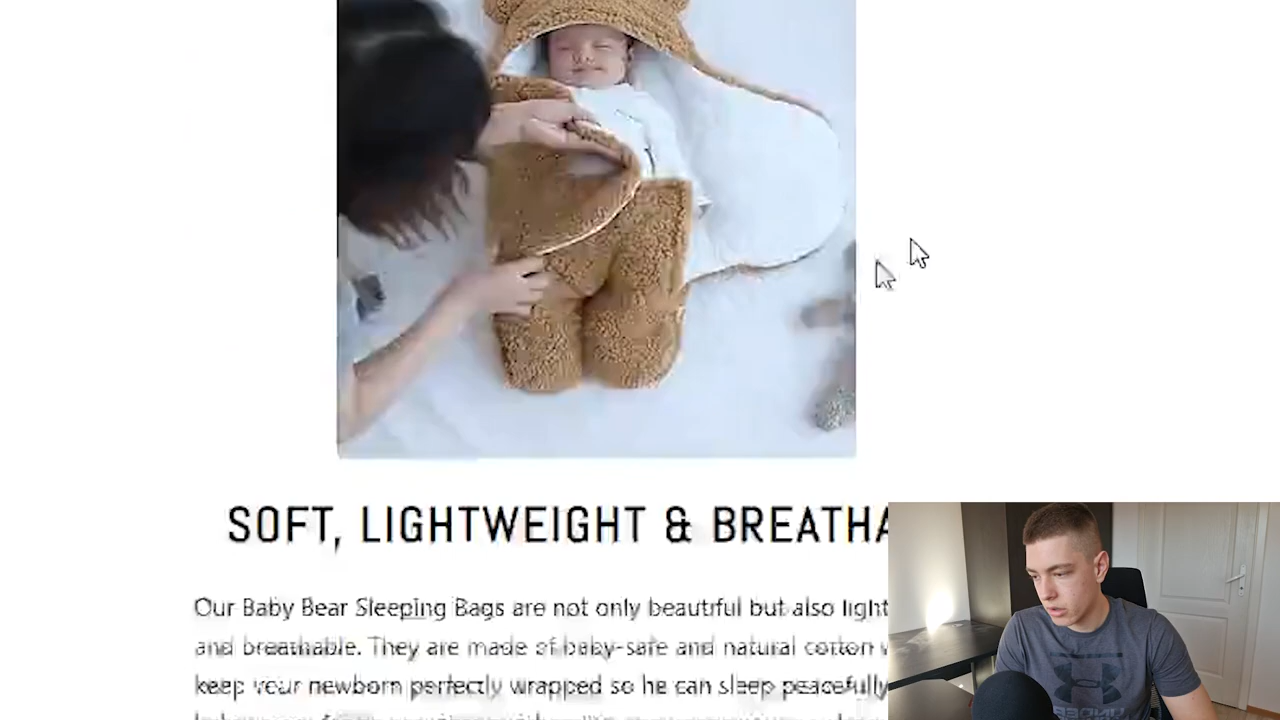 SOFT, LIGHTWEIGHT & BREATHA
Our Baby Bear Sleeping Bags are not only beautiful but also light
and breathable. They are made of baby-safe and natural cotton
keep your newborn perfectly wrapped so he can sleep peacefully
UNDER